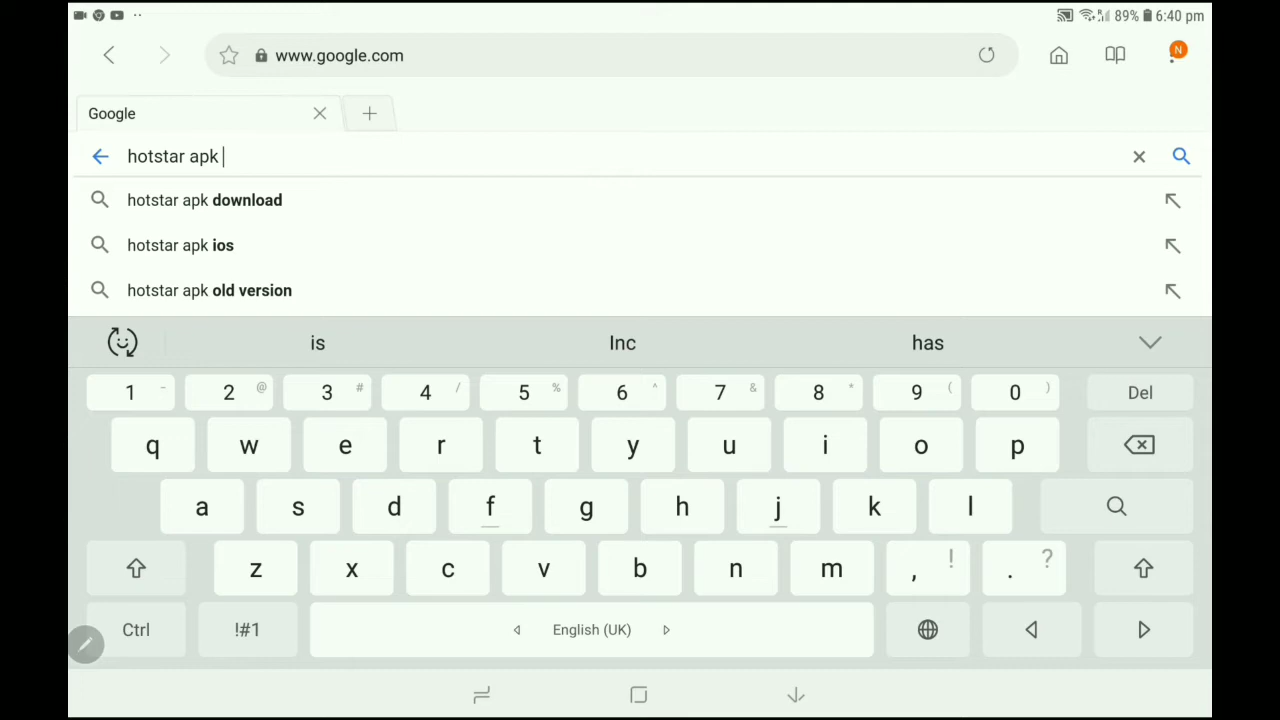 89% 6:40 pm
www.google.com
N
Google
hotstar apk
hotstar apk download
hotstar apk ios
hotstar apk old version
is Inc has
1 - 2 @ 3 # 4 / 5 % 6 ^ 7 & 8 * 9 ( 0 ) Del
q w e r t y u i o p
a s d f g h j k l
z x c v b n m , ! . ?
Ctrl !#1 English (UK)